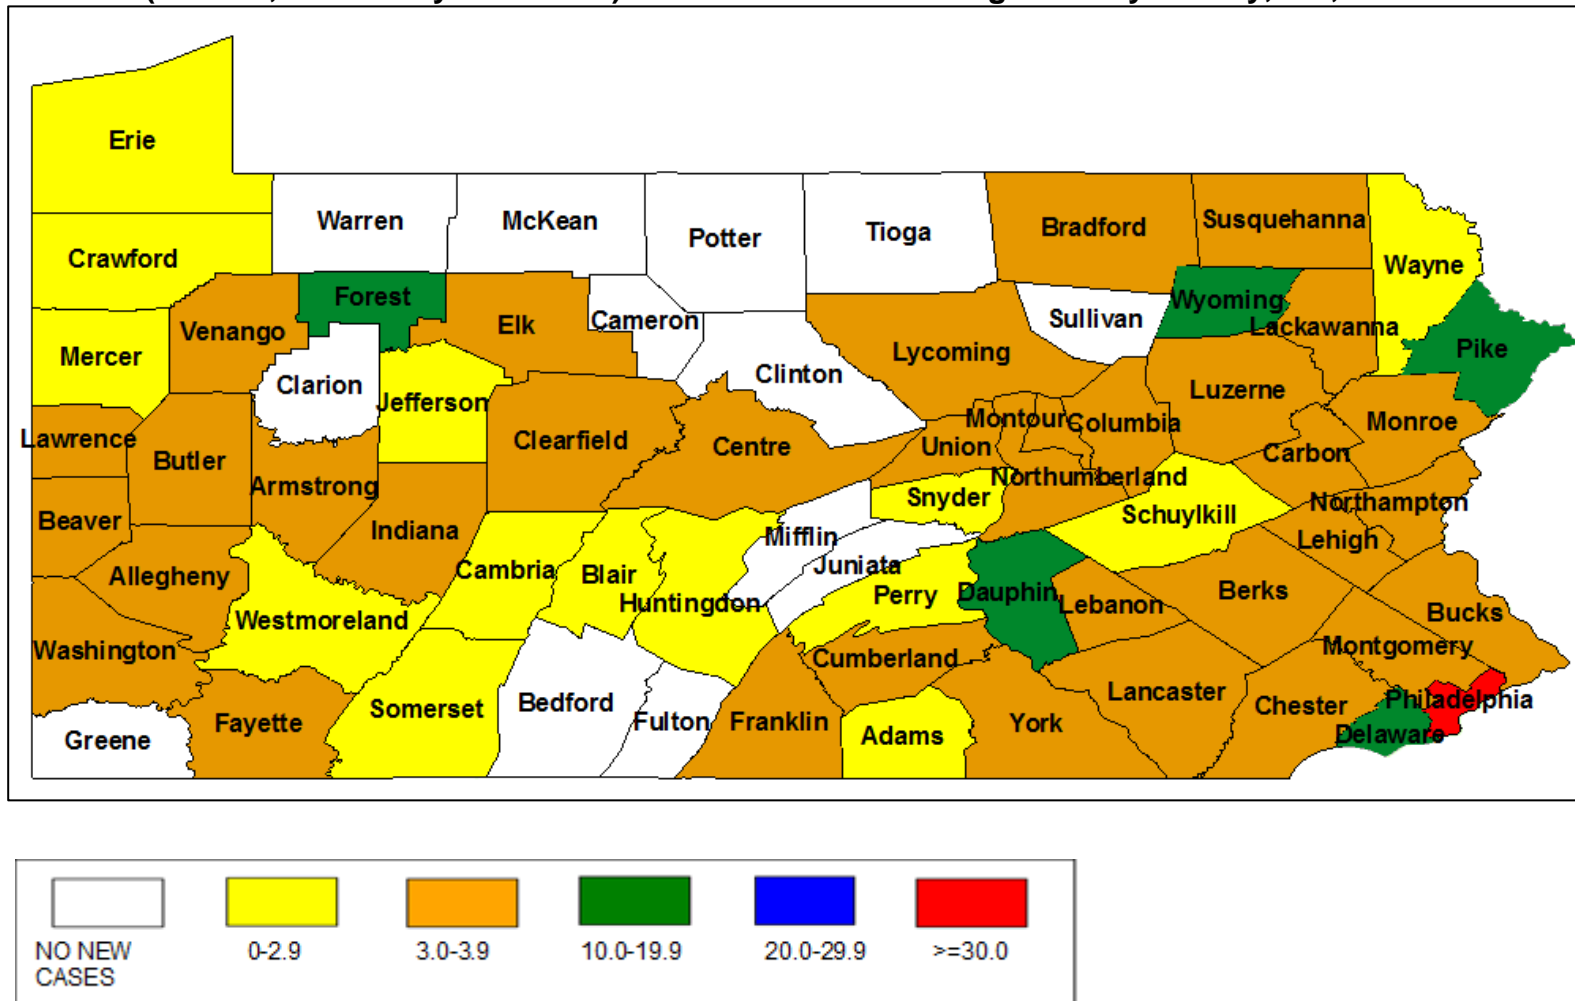 Erie
Warren
McKean
Potter
Tioga
Bradford
Susquehanna
Wayne
Crawford
Forest
Venango
Elk
Cameron
Sullivan
Wyoming
Lackawanna
Pike
Mercer
Clarion
Jefferson
Clinton
Lycoming
Luzerne
Monroe
Lawrence
Butler
Armstrong
Clearfield
Centre
Union
Montour
Columbia
Carbon
Northumberland
Snyder
Schuylkill
Northampton
Lehigh
Beaver
Indiana
Allegheny
Cambria
Blair
Huntingdon
Mifflin
Juniata
Perry
Dauphin
Lebanon
Berks
Bucks
Westmoreland
Washington
Montgomery
Cumberland
Lancaster
Chester
Philadelphia
Delaware
Greene
Fayette
Somerset
Bedford
Fulton
Franklin
Adams
York
NO NEW
CASES
0-2.9
3.0-3.9
10.0-19.9
20.0-29.9
>=30.0